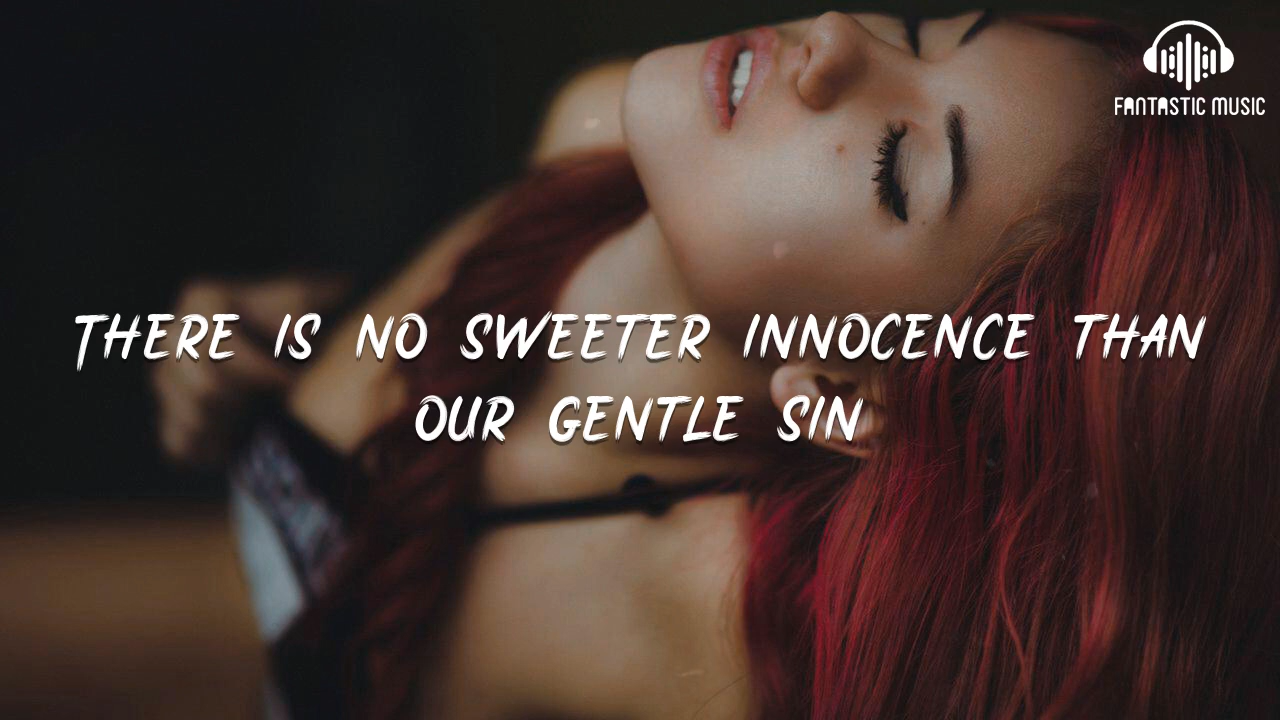 FANTASTIC MUSIC
THERE IS NO SWEETER INNOCENCE THAN
OUR GENTLE SIN